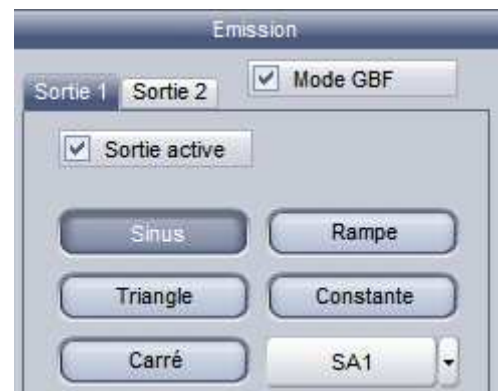 Emission
Sortie 1 Sortie 2 Mode GBF
Sortie active
Sinus Rampe
Triangle Constante
Carré SA1